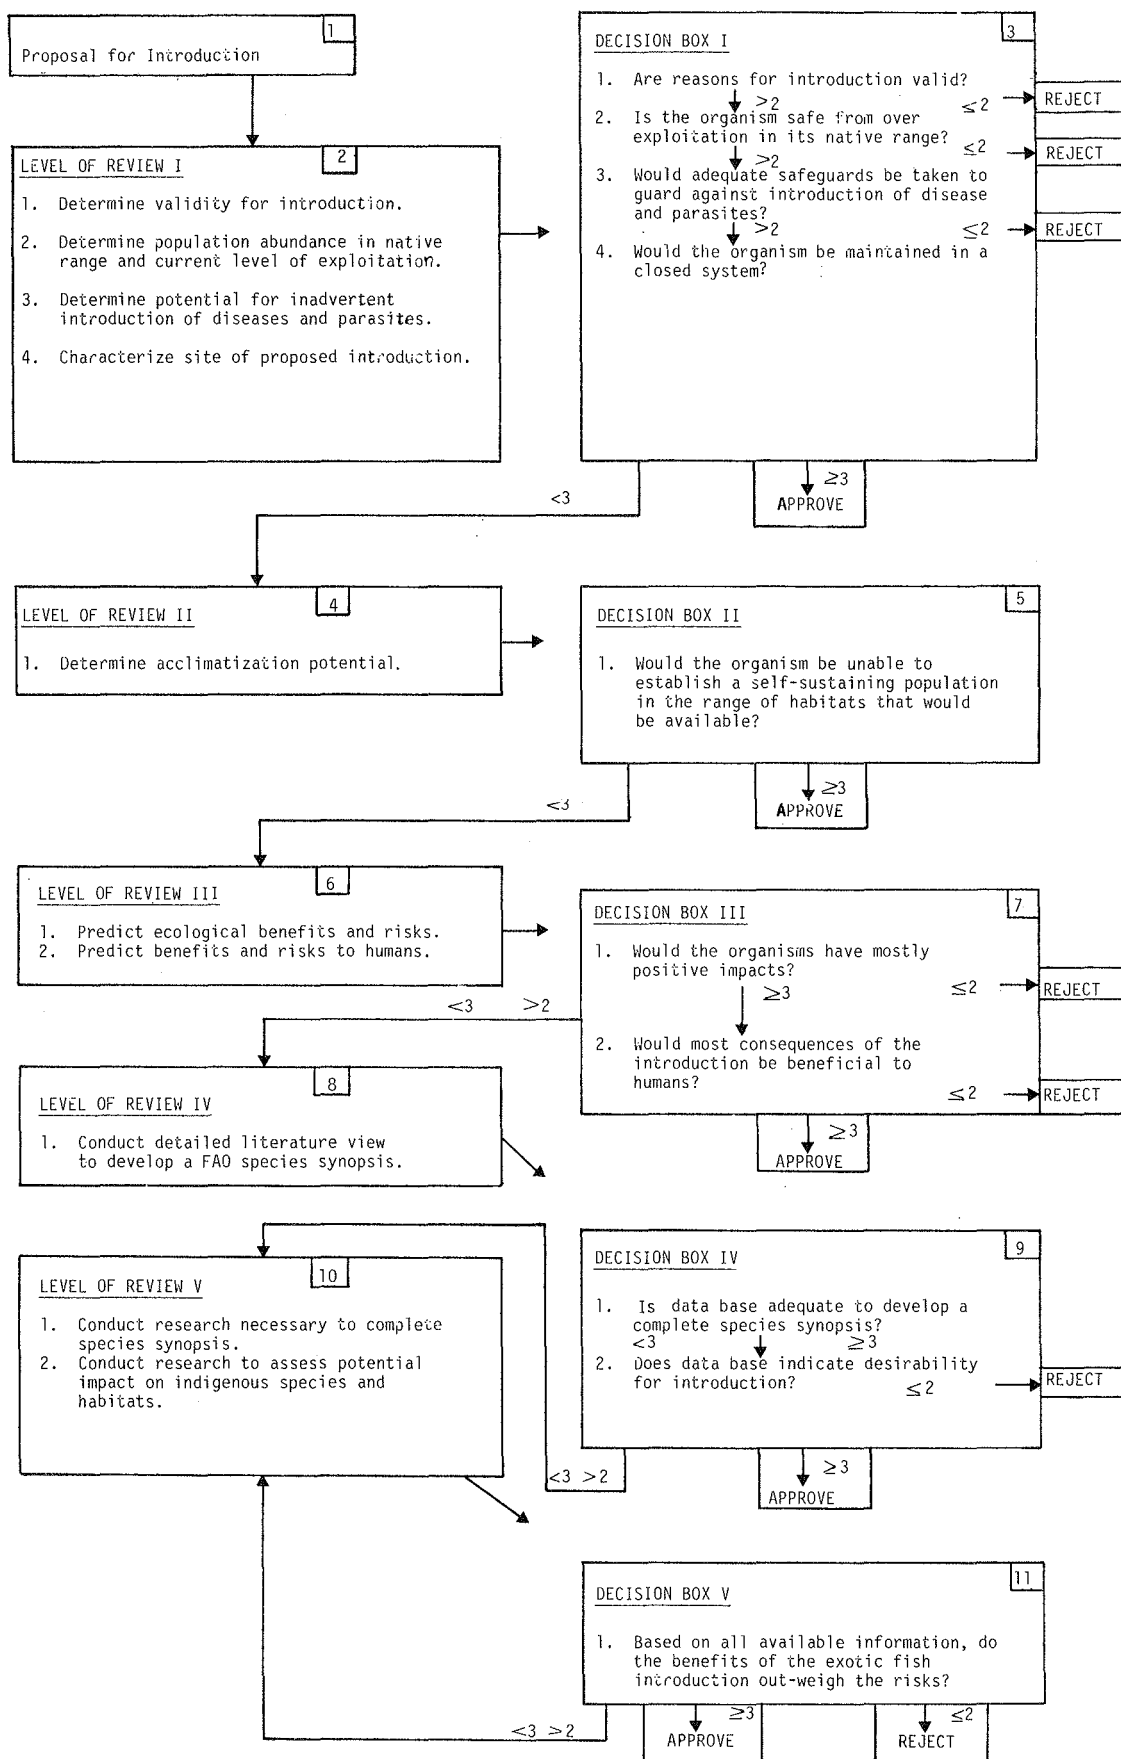 1
Proposal for Introduction
2
LEVEL OF REVIEW I
1. Determine validity for introduction.
2. Determine population abundance in native
range and current level of exploitation.
3. Determine potential for inadvertent
introduction of diseases and parasites.
4. Characterize site of proposed introduction.
3
DECISION BOX I
1. Are reasons for introduction valid?
>2 ≤2 REJECT
2. Is the organism safe from over
exploitation in its native range?
>2 ≤2 REJECT
3. Would adequate safeguards be taken to
guard against introduction of disease
and parasites?
>2 ≤2 REJECT
4. Would the organism be maintained in a
closed system?
<3
≥3
APPROVE
4
LEVEL OF REVIEW II
1. Determine acclimatization potential.
5
DECISION BOX II
1. Would the organism be unable to
establish a self-sustaining population
in the range of habitats that would
be available?
<3
≥3
APPROVE
6
LEVEL OF REVIEW III
1. Predict ecological benefits and risks.
2. Predict benefits and risks to humans.
7
DECISION BOX III
1. Would the organisms have mostly
positive impacts?
≥3 ≤2 REJECT
2. Would most consequences of the
introduction be beneficial to
humans?
≤2 REJECT
<3 >2
≥3
APPROVE
8
LEVEL OF REVIEW IV
1. Conduct detailed literature view
to develop a FAO species synopsis.
9
DECISION BOX IV
1. Is data base adequate to develop a
complete species synopsis?
<3 ≥3
2. Does data base indicate desirability
for introduction? ≤2 REJECT
<3 >2
≥3
APPROVE
10
LEVEL OF REVIEW V
1. Conduct research necessary to complete
species synopsis.
2. Conduct research to assess potential
impact on indigenous species and
habitats.
11
DECISION BOX V
1. Based on all available information, do
the benefits of the exotic fish
introduction out-weigh the risks?
<3 >2
≥3
APPROVE
≤2
REJECT